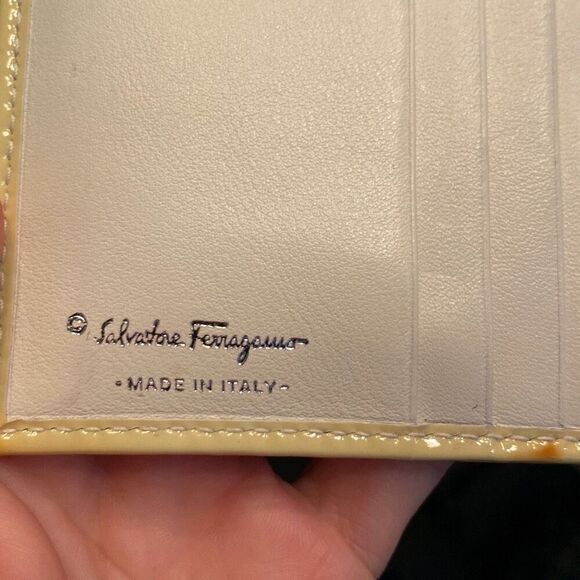 © Salvatore Ferragamo
- MADE IN ITALY -